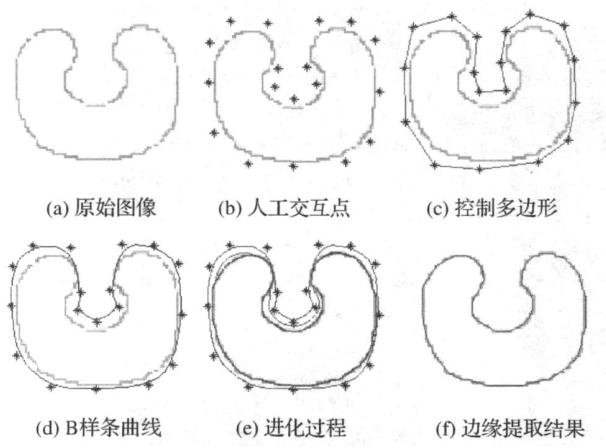 (a) 原始图像
(b) 人工交互点
(c) 控制多边形
(d) B样条曲线
(e) 进化过程
(f) 边缘提取结果